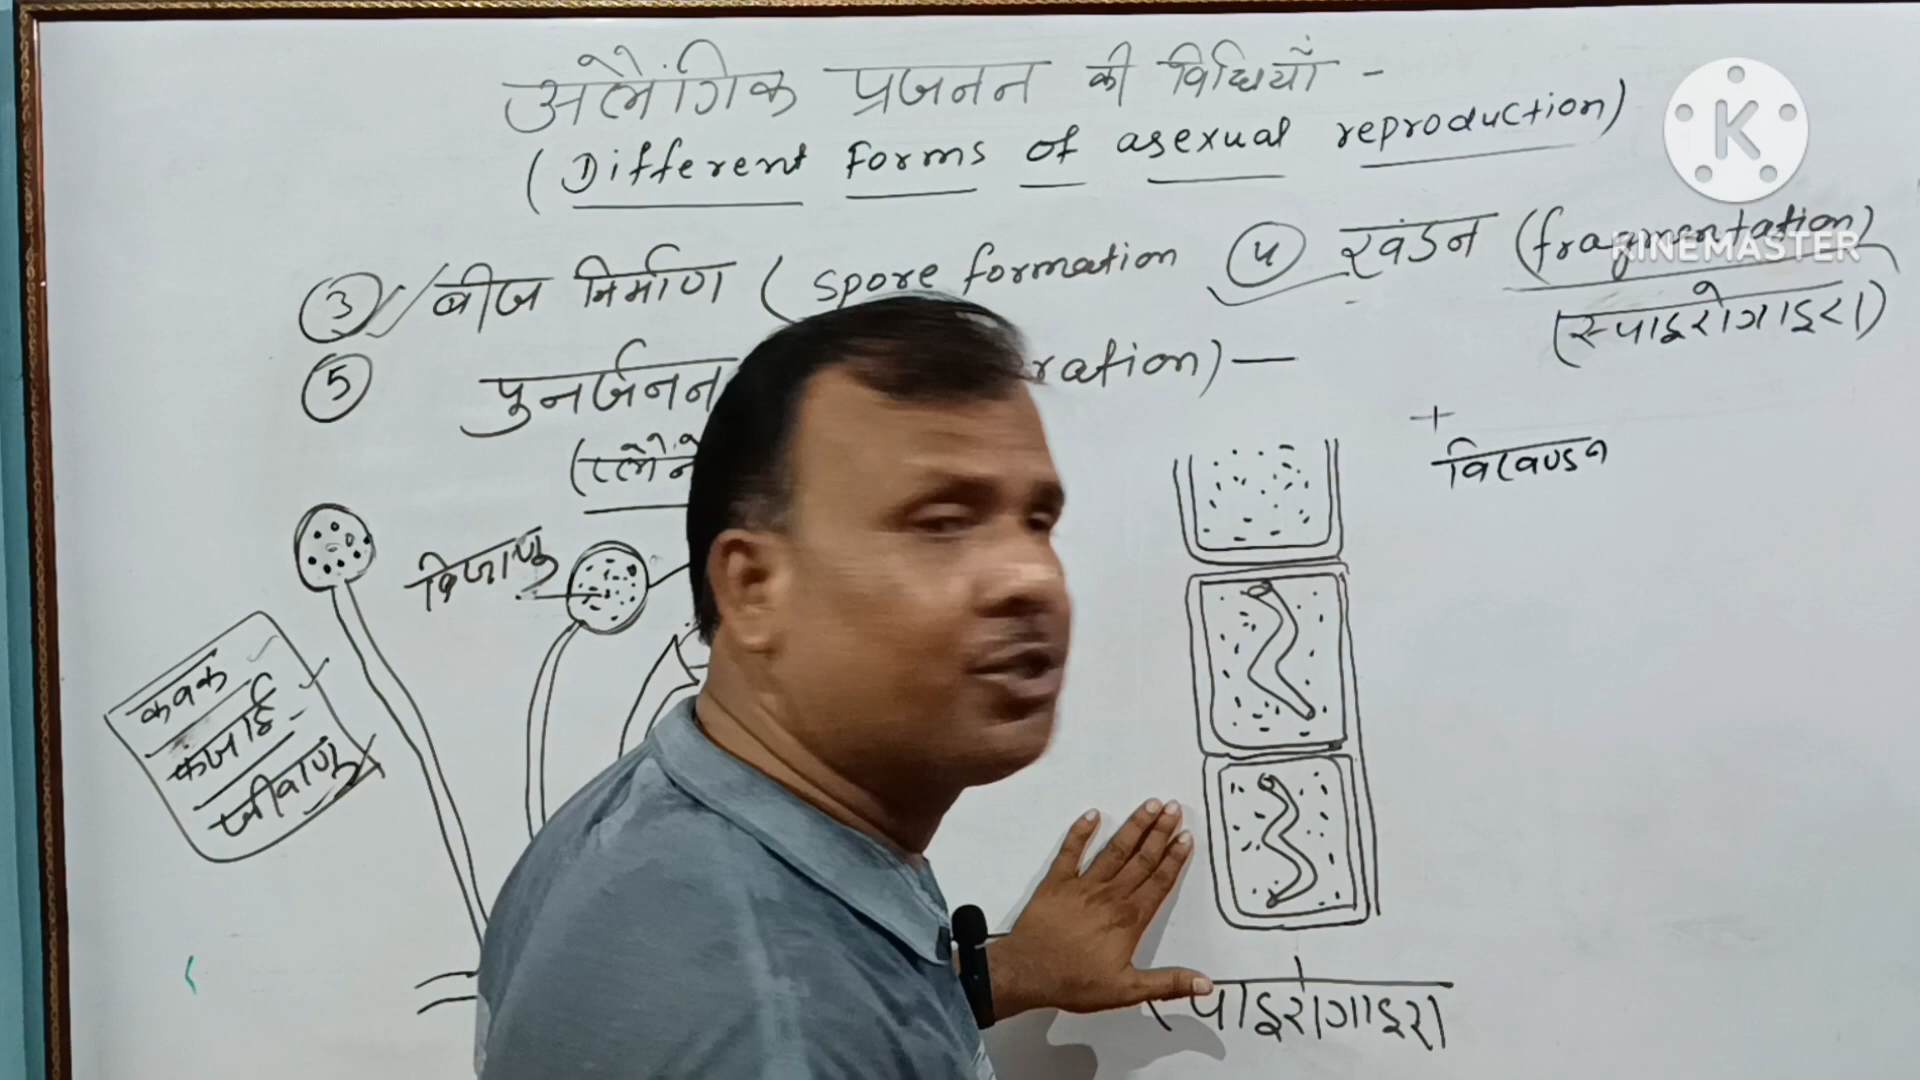 अलैंगिक प्रजनन की विधियाँ -
(Different forms of asexual reproduction)
K
KINEMASTER
③ बीज निर्माण (spore formation
④ खंडन (fragmentation)
(स्पाइरोगाइरा)
⑤ पुनर्जनन ration) —
+
विखण्डन
बिजाणु
कवक
जीवाणु
स्पाइरोगाइरा